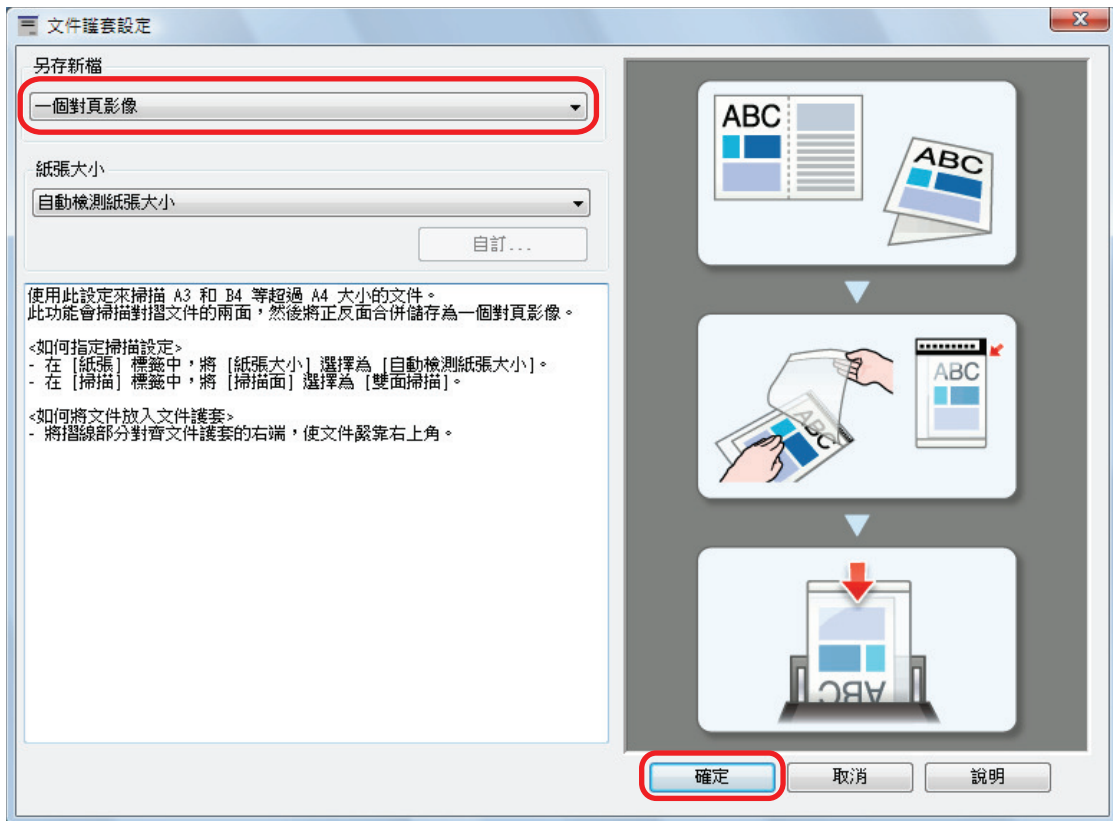 文件護套設定
另存新檔
一個對頁影像
紙張大小
自動檢測紙張大小
自訂...
使用此設定來掃描 A3 和 B4 等超過 A4 大小的文件。
此功能會掃描對摺文件的兩面，然後將正反面合併儲存為一個對頁影像。
<如何指定掃描設定>
- 在 [紙張] 標籤中，將 [紙張大小] 選擇為 [自動檢測紙張大小]。
- 在 [掃描] 標籤中，將 [掃描面] 選擇為 [雙面掃描]。
<如何將文件放入文件護套>
- 將摺線部分對齊文件護套的右端，使文件緊靠右上角。
ABC
ABC
ABC
ABC
ABC
確定
取消
說明